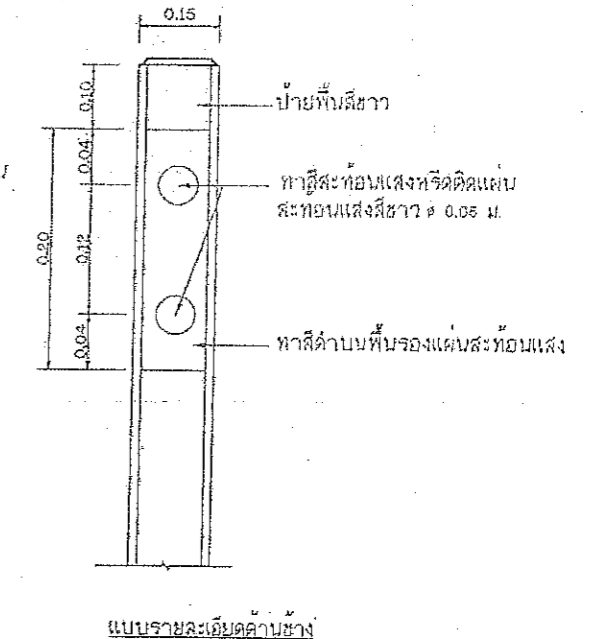 0.15
0.10
ป้ายพื้นสีขาว
0.04
ทาสีสะท้อนแสงหรือติดแผ่น
สะท้อนแสงสีขาว ø 0.05 ม.
0.20
0.12
0.04
ทาสีดำบนพื้นรองแผ่นสะท้อนแสง
แบบรายละเอียดด้านข้าง